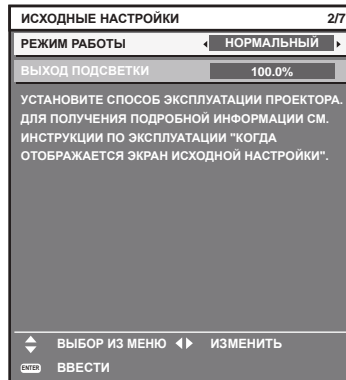 ИСХОДНЫЕ НАСТРОЙКИ 2/7
РЕЖИМ РАБОТЫ НОРМАЛЬНЫЙ
ВЫХОД ПОДСВЕТКИ 100.0%
УСТАНОВИТЕ СПОСОБ ЭКСПЛУАТАЦИИ ПРОЕКТОРА.
ДЛЯ ПОЛУЧЕНИЯ ПОДРОБНОЙ ИНФОРМАЦИИ СМ.
ИНСТРУКЦИИ ПО ЭКСПЛУАТАЦИИ "КОГДА
ОТОБРАЖАЕТСЯ ЭКРАН ИСХОДНОЙ НАСТРОЙКИ".
ВЫБОР ИЗ МЕНЮ ИЗМЕНИТЬ
ENTER ВВЕСТИ